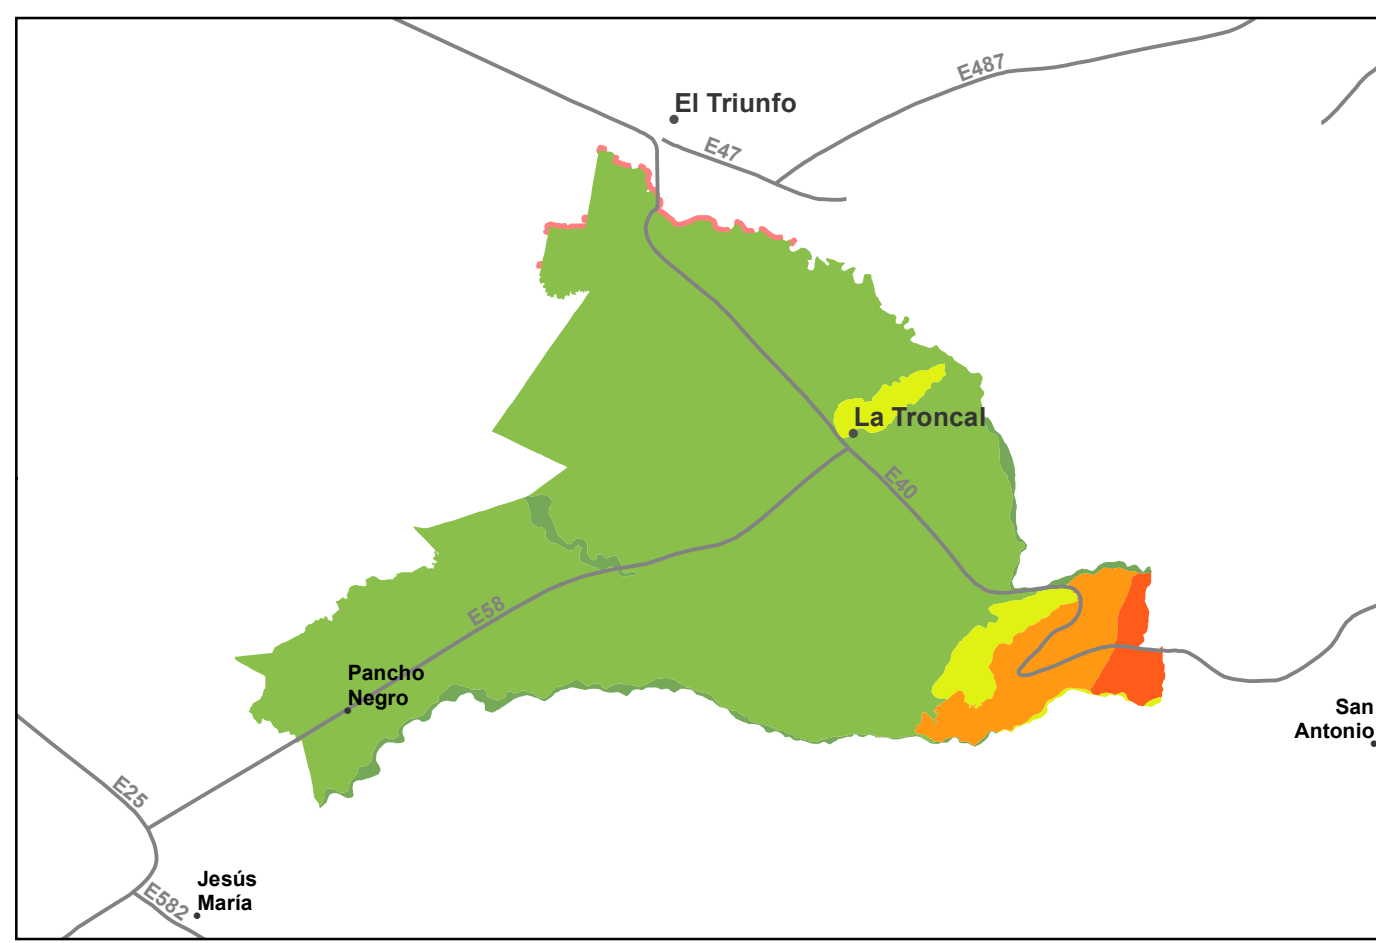 E487
El Triunfo
E47
La Troncal
E40
E58
Pancho
Negro
San
Antonio
E25
Jesús
María
E582